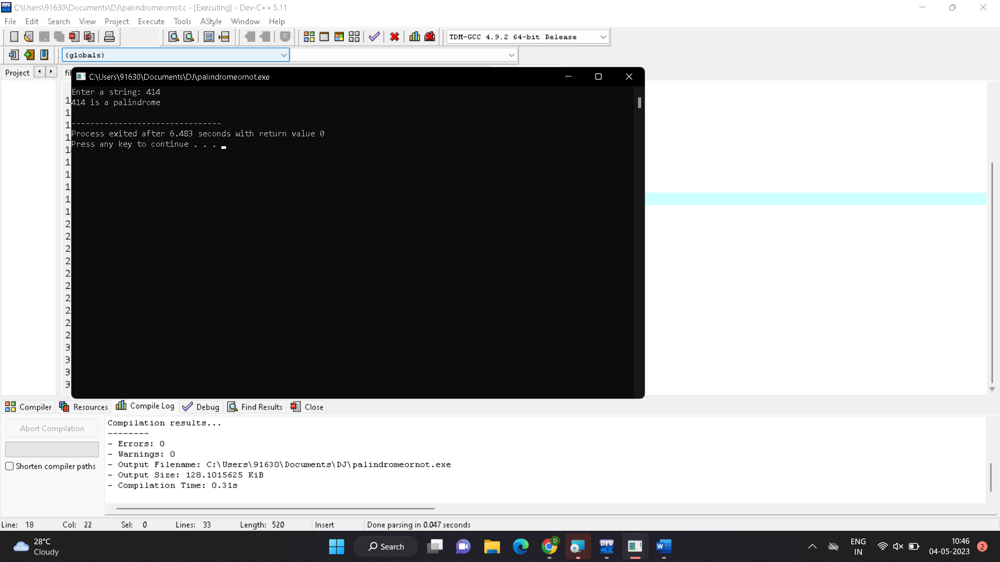 C:\Users\91630\Documents\DJ\palindromeornot.c - [Executing] - Dev-C++ 5.11
File Edit Search View Project Execute Tools AStyle Window Help
TDM-GCC 4.9.2 64-bit Release
(globals)
Project
C:\Users\91630\Documents\DJ\palindromeornot.exe
Enter a string: 414
414 is a palindrome
--------------------------------
Process exited after 6.483 seconds with return value 0
Press any key to continue . . .
1
1
1
1
1
1
1
1
1
1
2
2
2
2
2
2
2
2
2
2
3
3
3
3
Compiler Resources Compile Log Debug Find Results Close
Abort Compilation
Shorten compiler paths
Compilation results...
--------
- Errors: 0
- Warnings: 0
- Output Filename: C:\Users\91630\Documents\DJ\palindromeornot.exe
- Output Size: 128.1015625 KiB
- Compilation Time: 0.31s
Line: 18 Col: 22 Sel: 0 Lines: 33 Length: 520 Insert Done parsing in 0.047 seconds
28°C
Cloudy
Search
DEV
C++
D
W
ENG
IN
10:46
04-05-2023
2